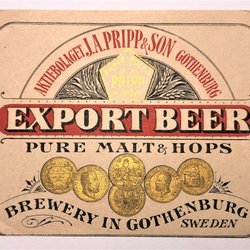 AKTIEBOLAGET J.A. PRIPP & SON GOTHENBURG
EXPORT BEER
PURE MALT & HOPS
BREWERY IN GOTHENBURG
SWEDEN